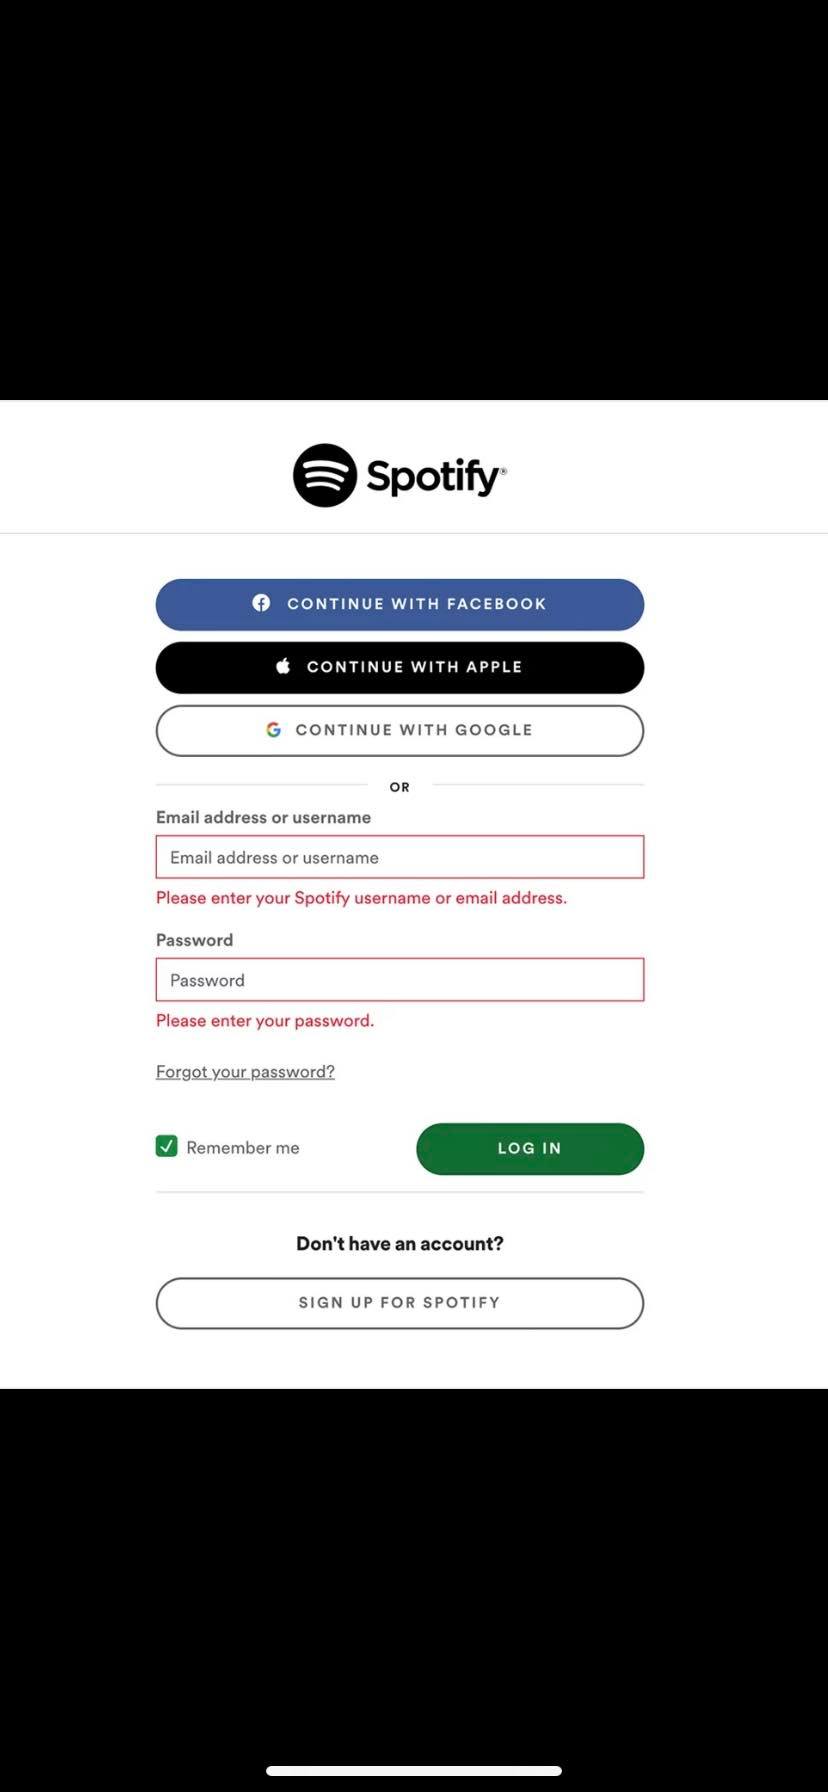 Spotify®
CONTINUE WITH FACEBOOK
CONTINUE WITH APPLE
CONTINUE WITH GOOGLE
OR
Email address or username
Email address or username
Please enter your Spotify username or email address.
Password
Password
Please enter your password.
Forgot your password?
Remember me
LOG IN
Don't have an account?
SIGN UP FOR SPOTIFY